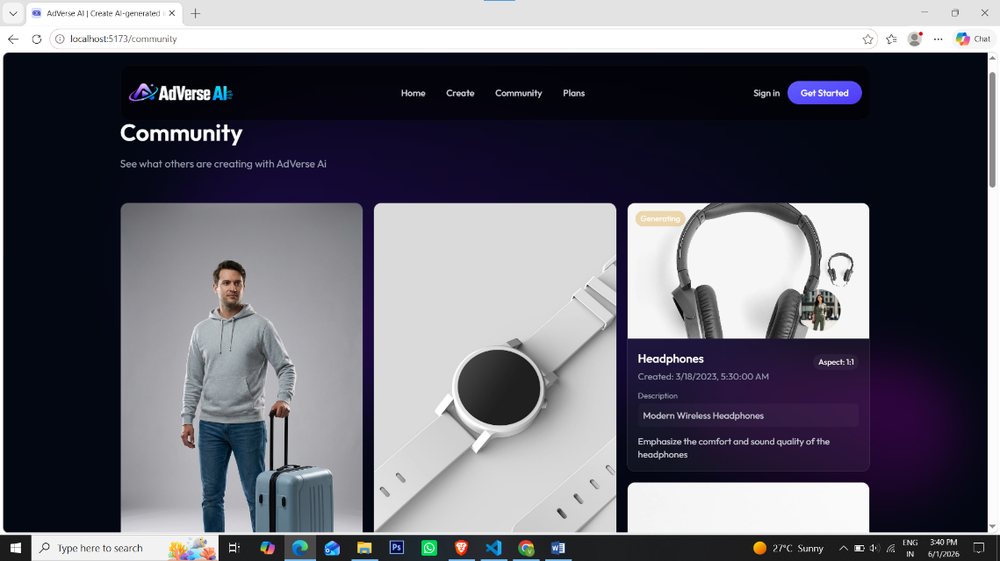 AdVerse AI | Create AI-generated i
localhost:5173/community
Chat
AdVerse AI
Home
Create
Community
Plans
Sign in
Get Started
Community
See what others are creating with AdVerse Ai
Generating
Headphones
Aspect: 1:1
Created: 3/18/2023, 5:30:00 AM
Description
Modern Wireless Headphones
Emphasize the comfort and sound quality of the
headphones
Type here to search
Ps
27°C Sunny
ENG
IN
3:40 PM
6/1/2026